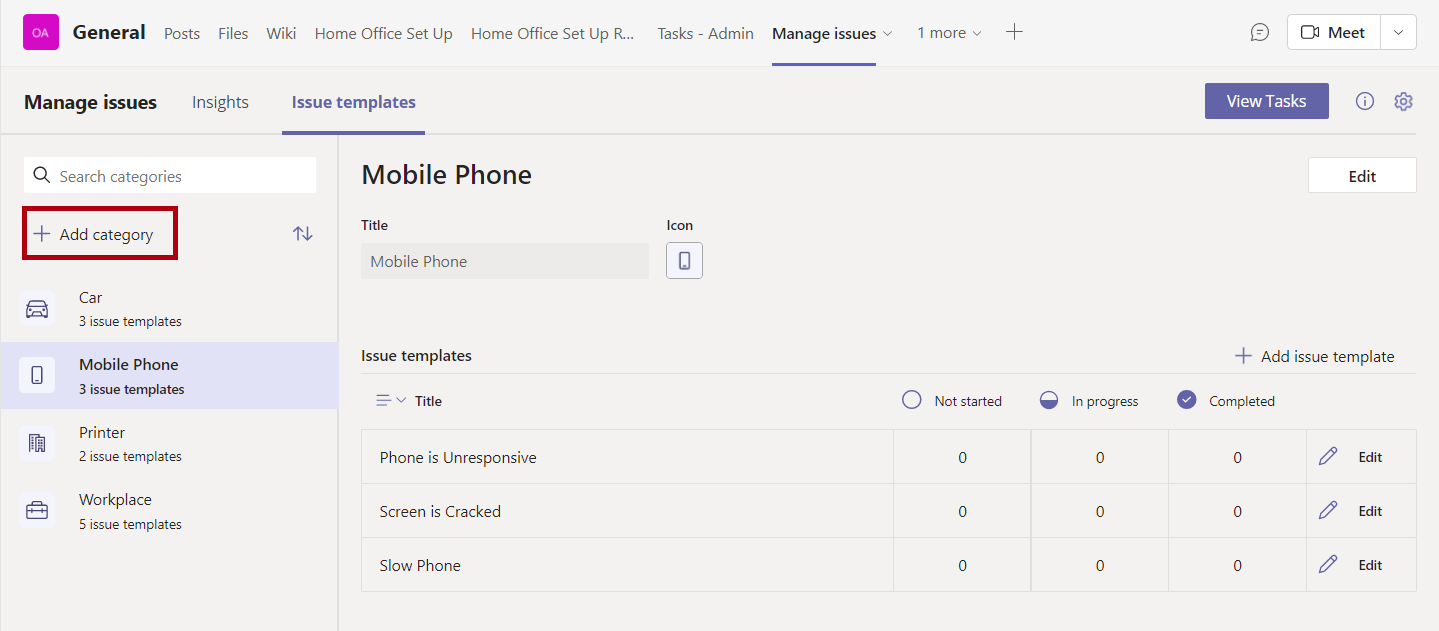 OA General Posts Files Wiki Home Office Set Up Home Office Set Up R... Tasks - Admin Manage issues 1 more Meet
Manage issues Insights Issue templates View Tasks
Search categories
Add category
Car
3 issue templates
Mobile Phone
3 issue templates
Printer
2 issue templates
Workplace
5 issue templates
Mobile Phone Edit
Title Icon
Mobile Phone
Issue templates Add issue template
Title Not started In progress Completed
Phone is Unresponsive 0 0 0 Edit
Screen is Cracked 0 0 0 Edit
Slow Phone 0 0 0 Edit